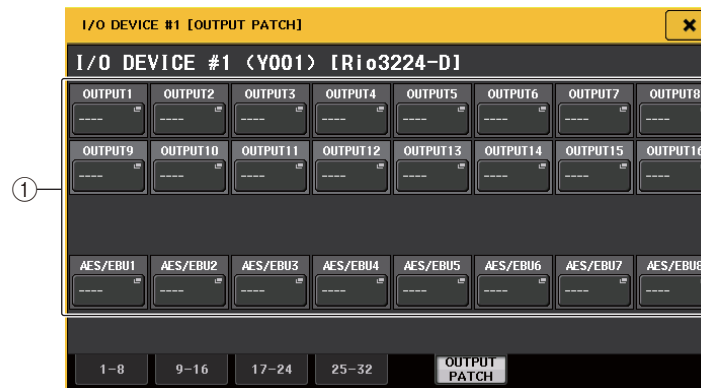 I/O DEVICE #1 [OUTPUT PATCH]
I/O DEVICE #1 (Y001) [Rio3224-D]
OUTPUT1 OUTPUT2 OUTPUT3 OUTPUT4 OUTPUT5 OUTPUT6 OUTPUT7 OUTPUT8
---- ---- ---- ---- ---- ---- ---- ----
OUTPUT9 OUTPUT10 OUTPUT11 OUTPUT12 OUTPUT13 OUTPUT14 OUTPUT15 OUTPUT16
---- ---- ---- ---- ---- ---- ---- ----
1
AES/EBU1 AES/EBU2 AES/EBU3 AES/EBU4 AES/EBU5 AES/EBU6 AES/EBU7 AES/EBU8
---- ---- ---- ---- ---- ---- ---- ----
1-8 9-16 17-24 25-32 OUTPUT
PATCH